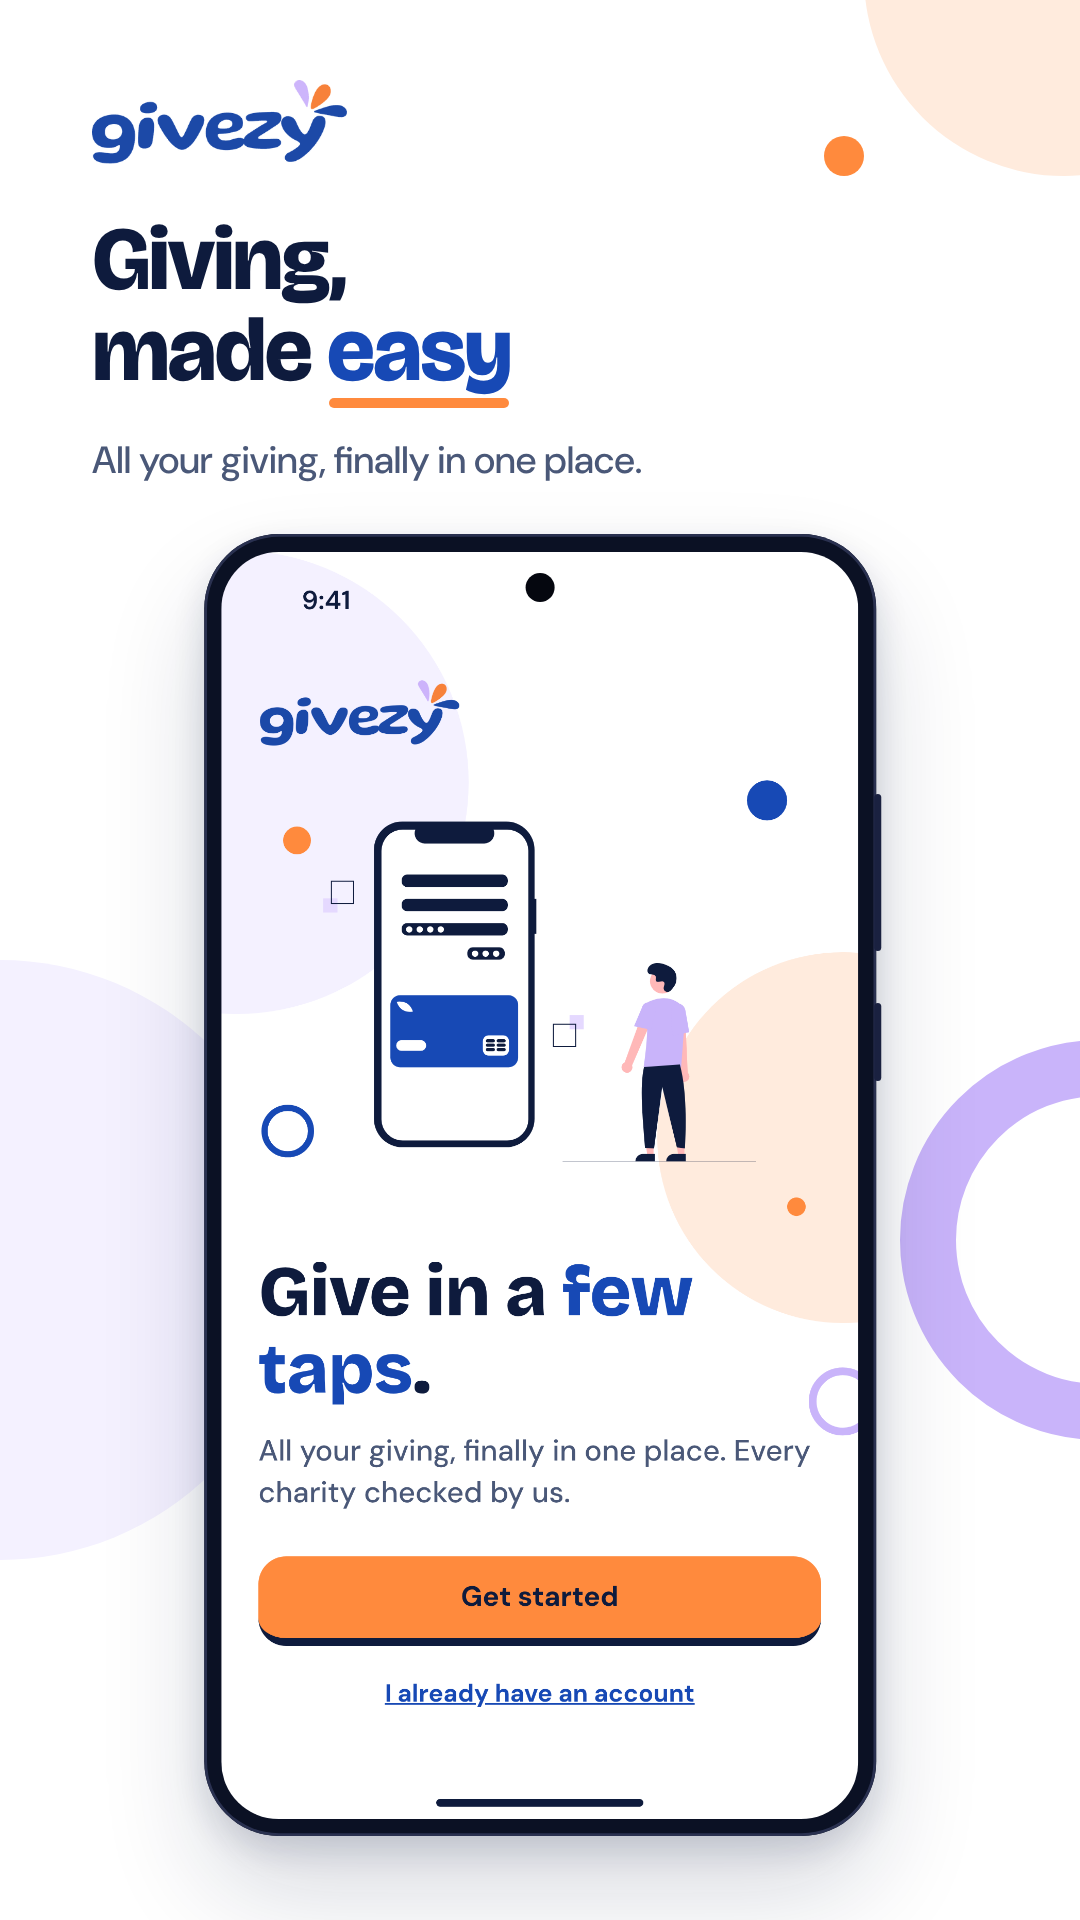 givezy
Giving,
made easy
All your giving, finally in one place.
9:41
givezy
Give in a few
taps.
All your giving, finally in one place. Every
charity checked by us.
Get started
I already have an account